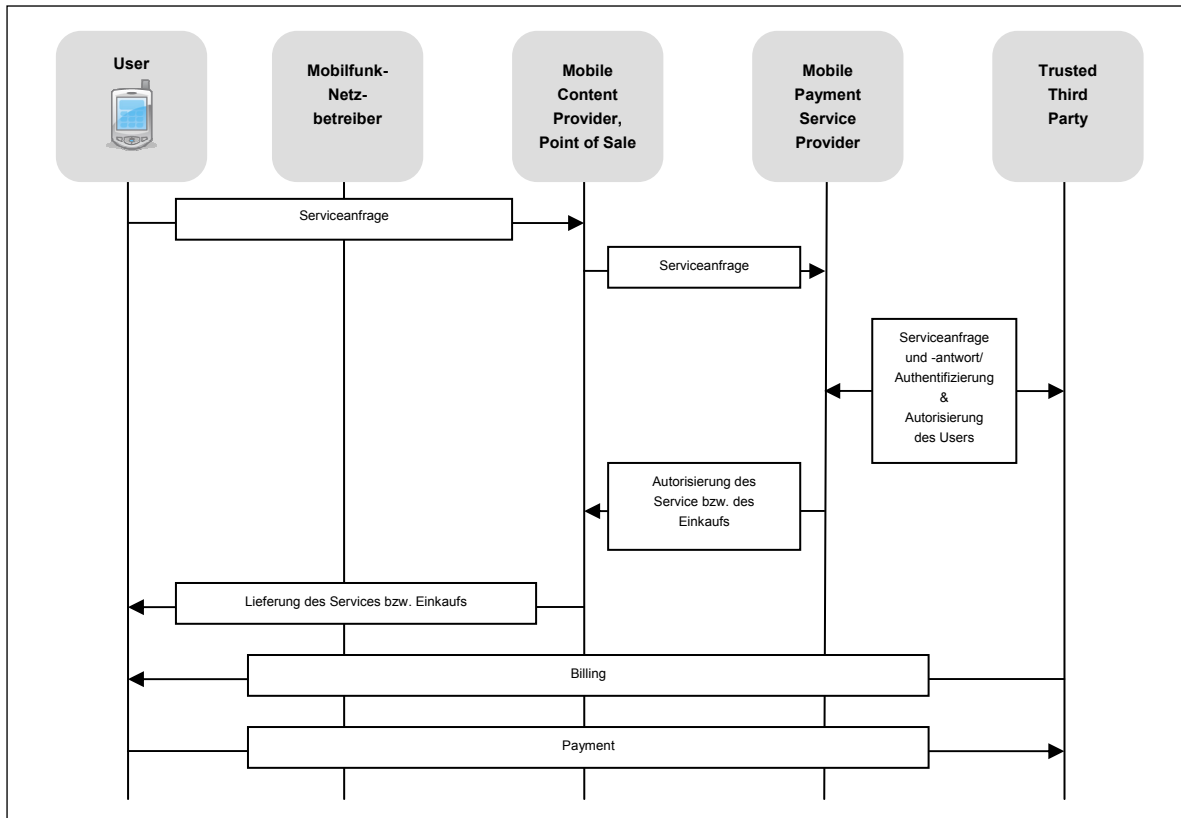 User
Mobilfunk-
Netz-
betreiber
Mobile
Content
Provider,
Point of Sale
Mobile
Payment
Service
Provider
Trusted
Third
Party
Serviceanfrage
Serviceanfrage
Serviceanfrage
und -antwort/
Authentifizierung
&
Autorisierung
des Users
Autorisierung des
Service bzw. des
Einkaufs
Lieferung des Services bzw. Einkaufs
Billing
Payment